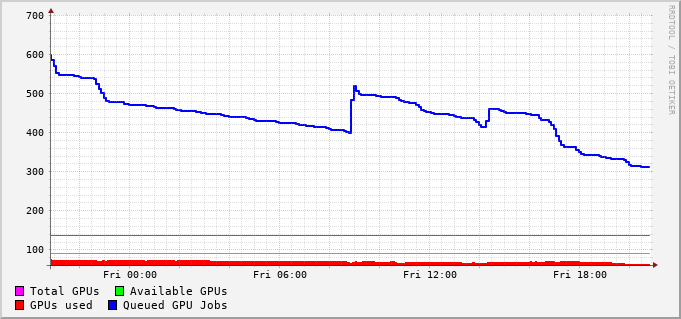 700
600
500
400
300
200
100
Fri 00:00 Fri 06:00 Fri 12:00 Fri 18:00
Total GPUs Available GPUs
GPUs used Queued GPU Jobs
RRDTOOL / TOBI OETIKER